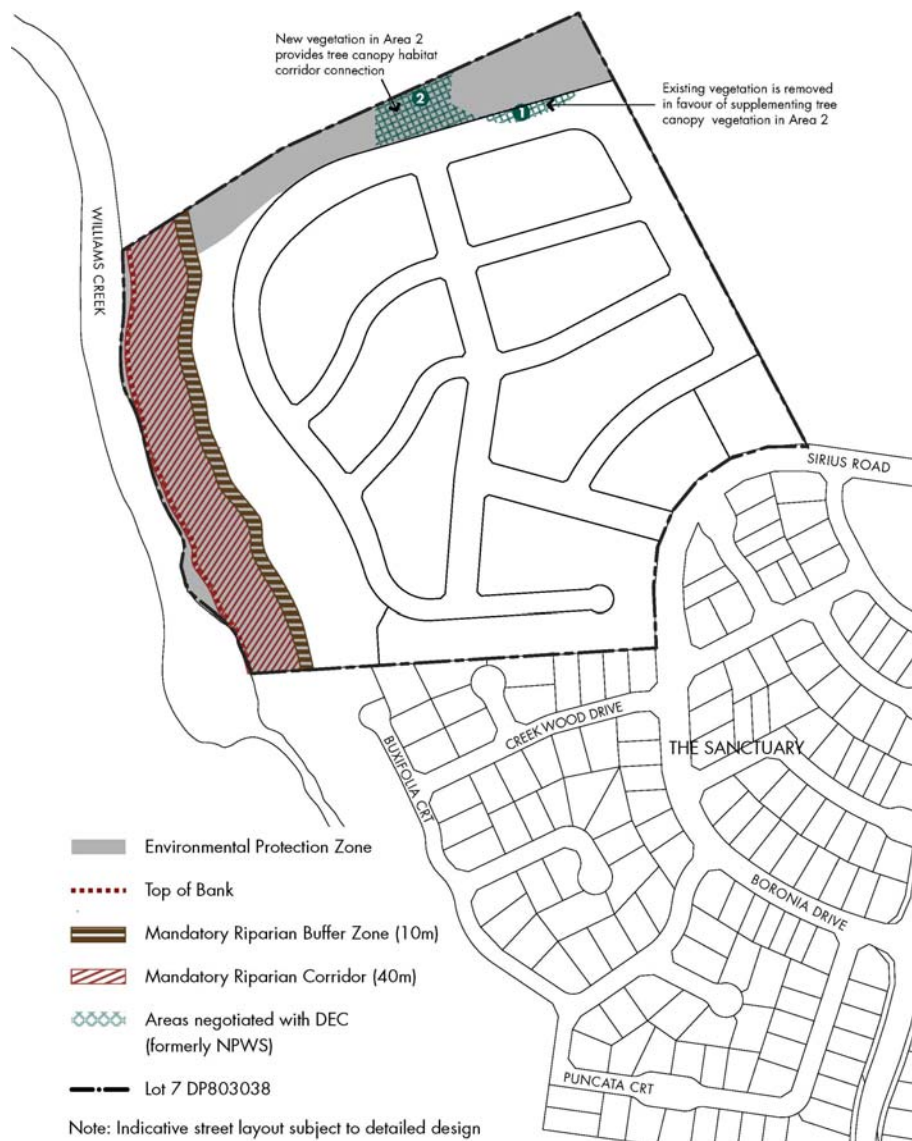 New vegetation in Area 2
provides tree canopy habitat
corridor connection
Existing vegetation is removed
in favour of supplementing tree
canopy vegetation in Area 2
2
1
WILLIAMS CREEK
SIRIUS ROAD
CREEKWOOD DRIVE
THE SANCTUARY
BUXIFOLIA CRT
BORONIA DRIVE
PUNCATA CRT
Environmental Protection Zone
Top of Bank
Mandatory Riparian Buffer Zone (10m)
Mandatory Riparian Corridor (40m)
Areas negotiated with DEC
(formerly NPWS)
Lot 7 DP803038
Note: Indicative street layout subject to detailed design